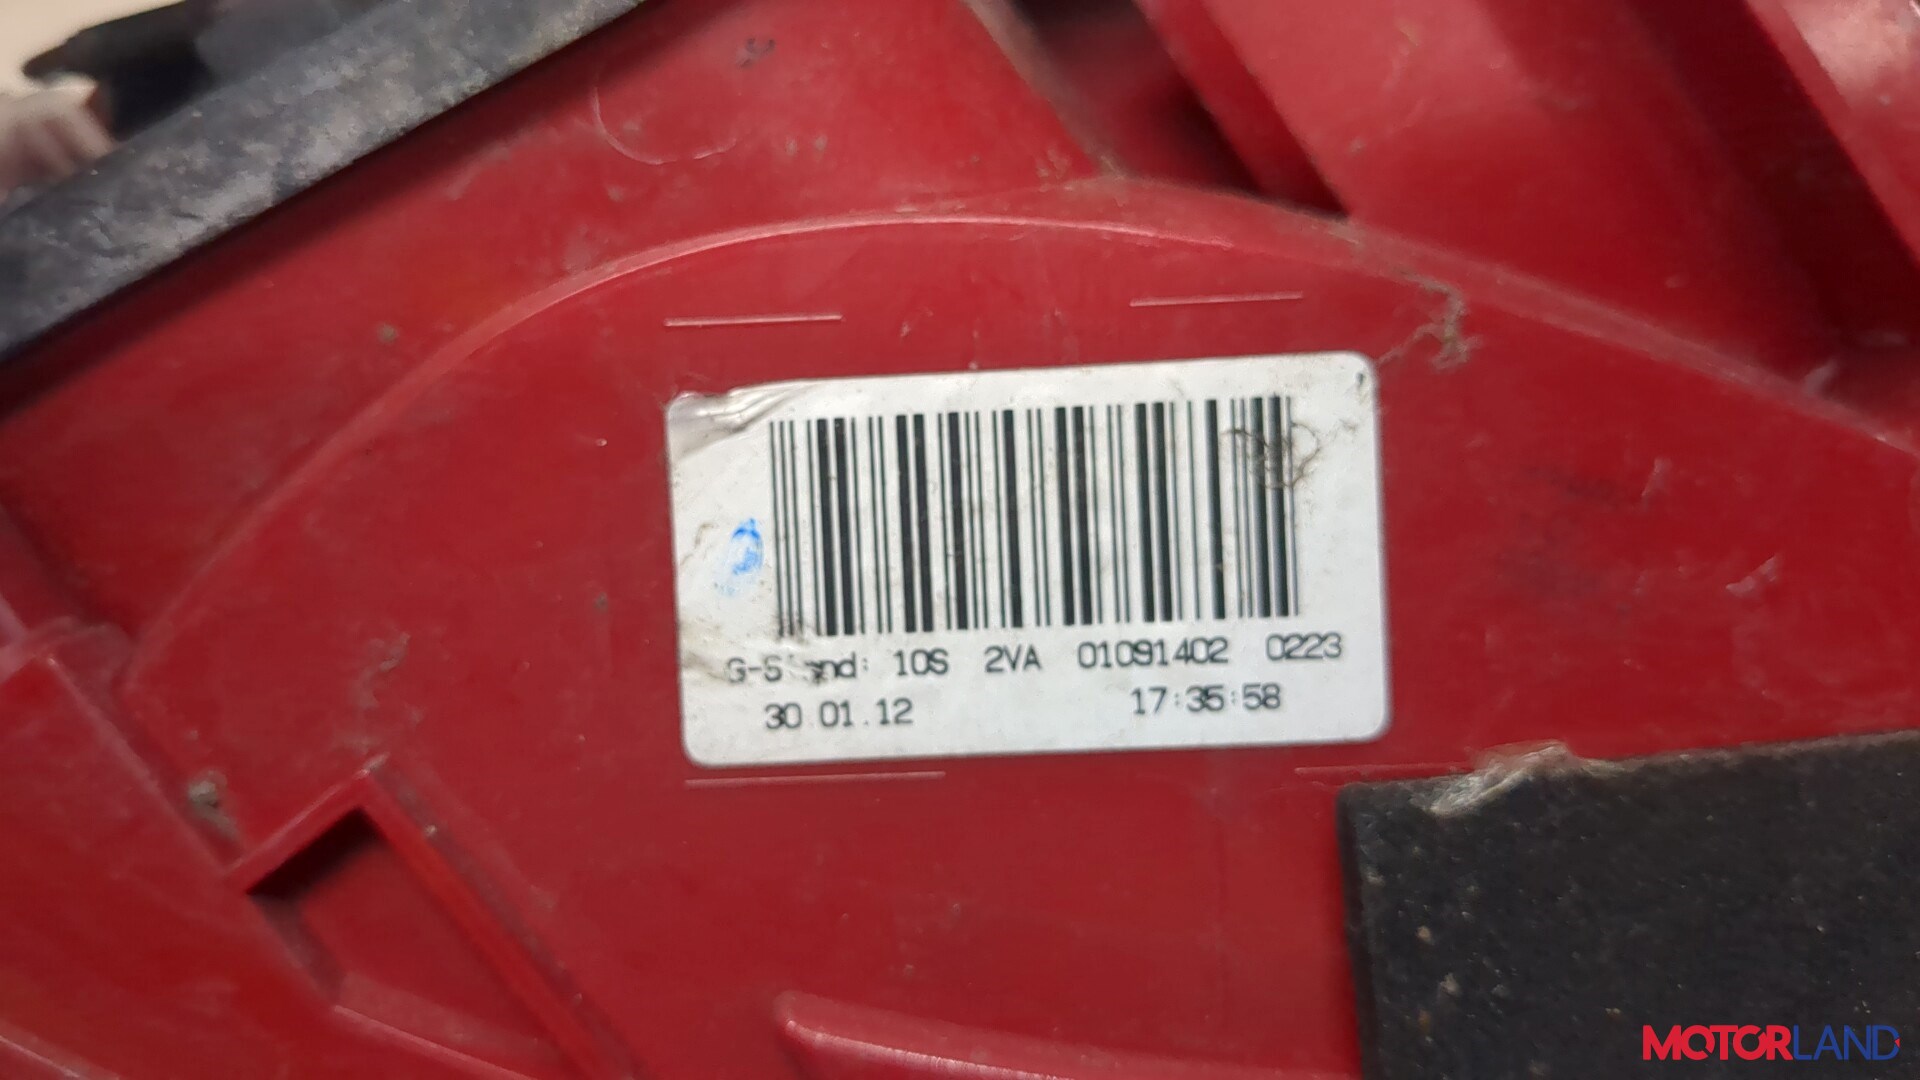 10S 2VA 01091402 0223
30.01.12 17:35:58
MOTORLAND